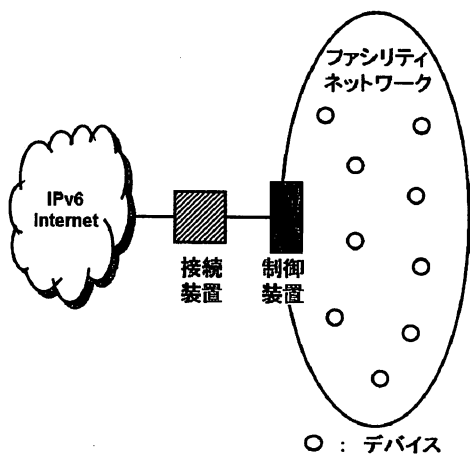 ファシリティ
ネットワーク
IPv6
Internet
接続
装置
制御
装置
: デバイス